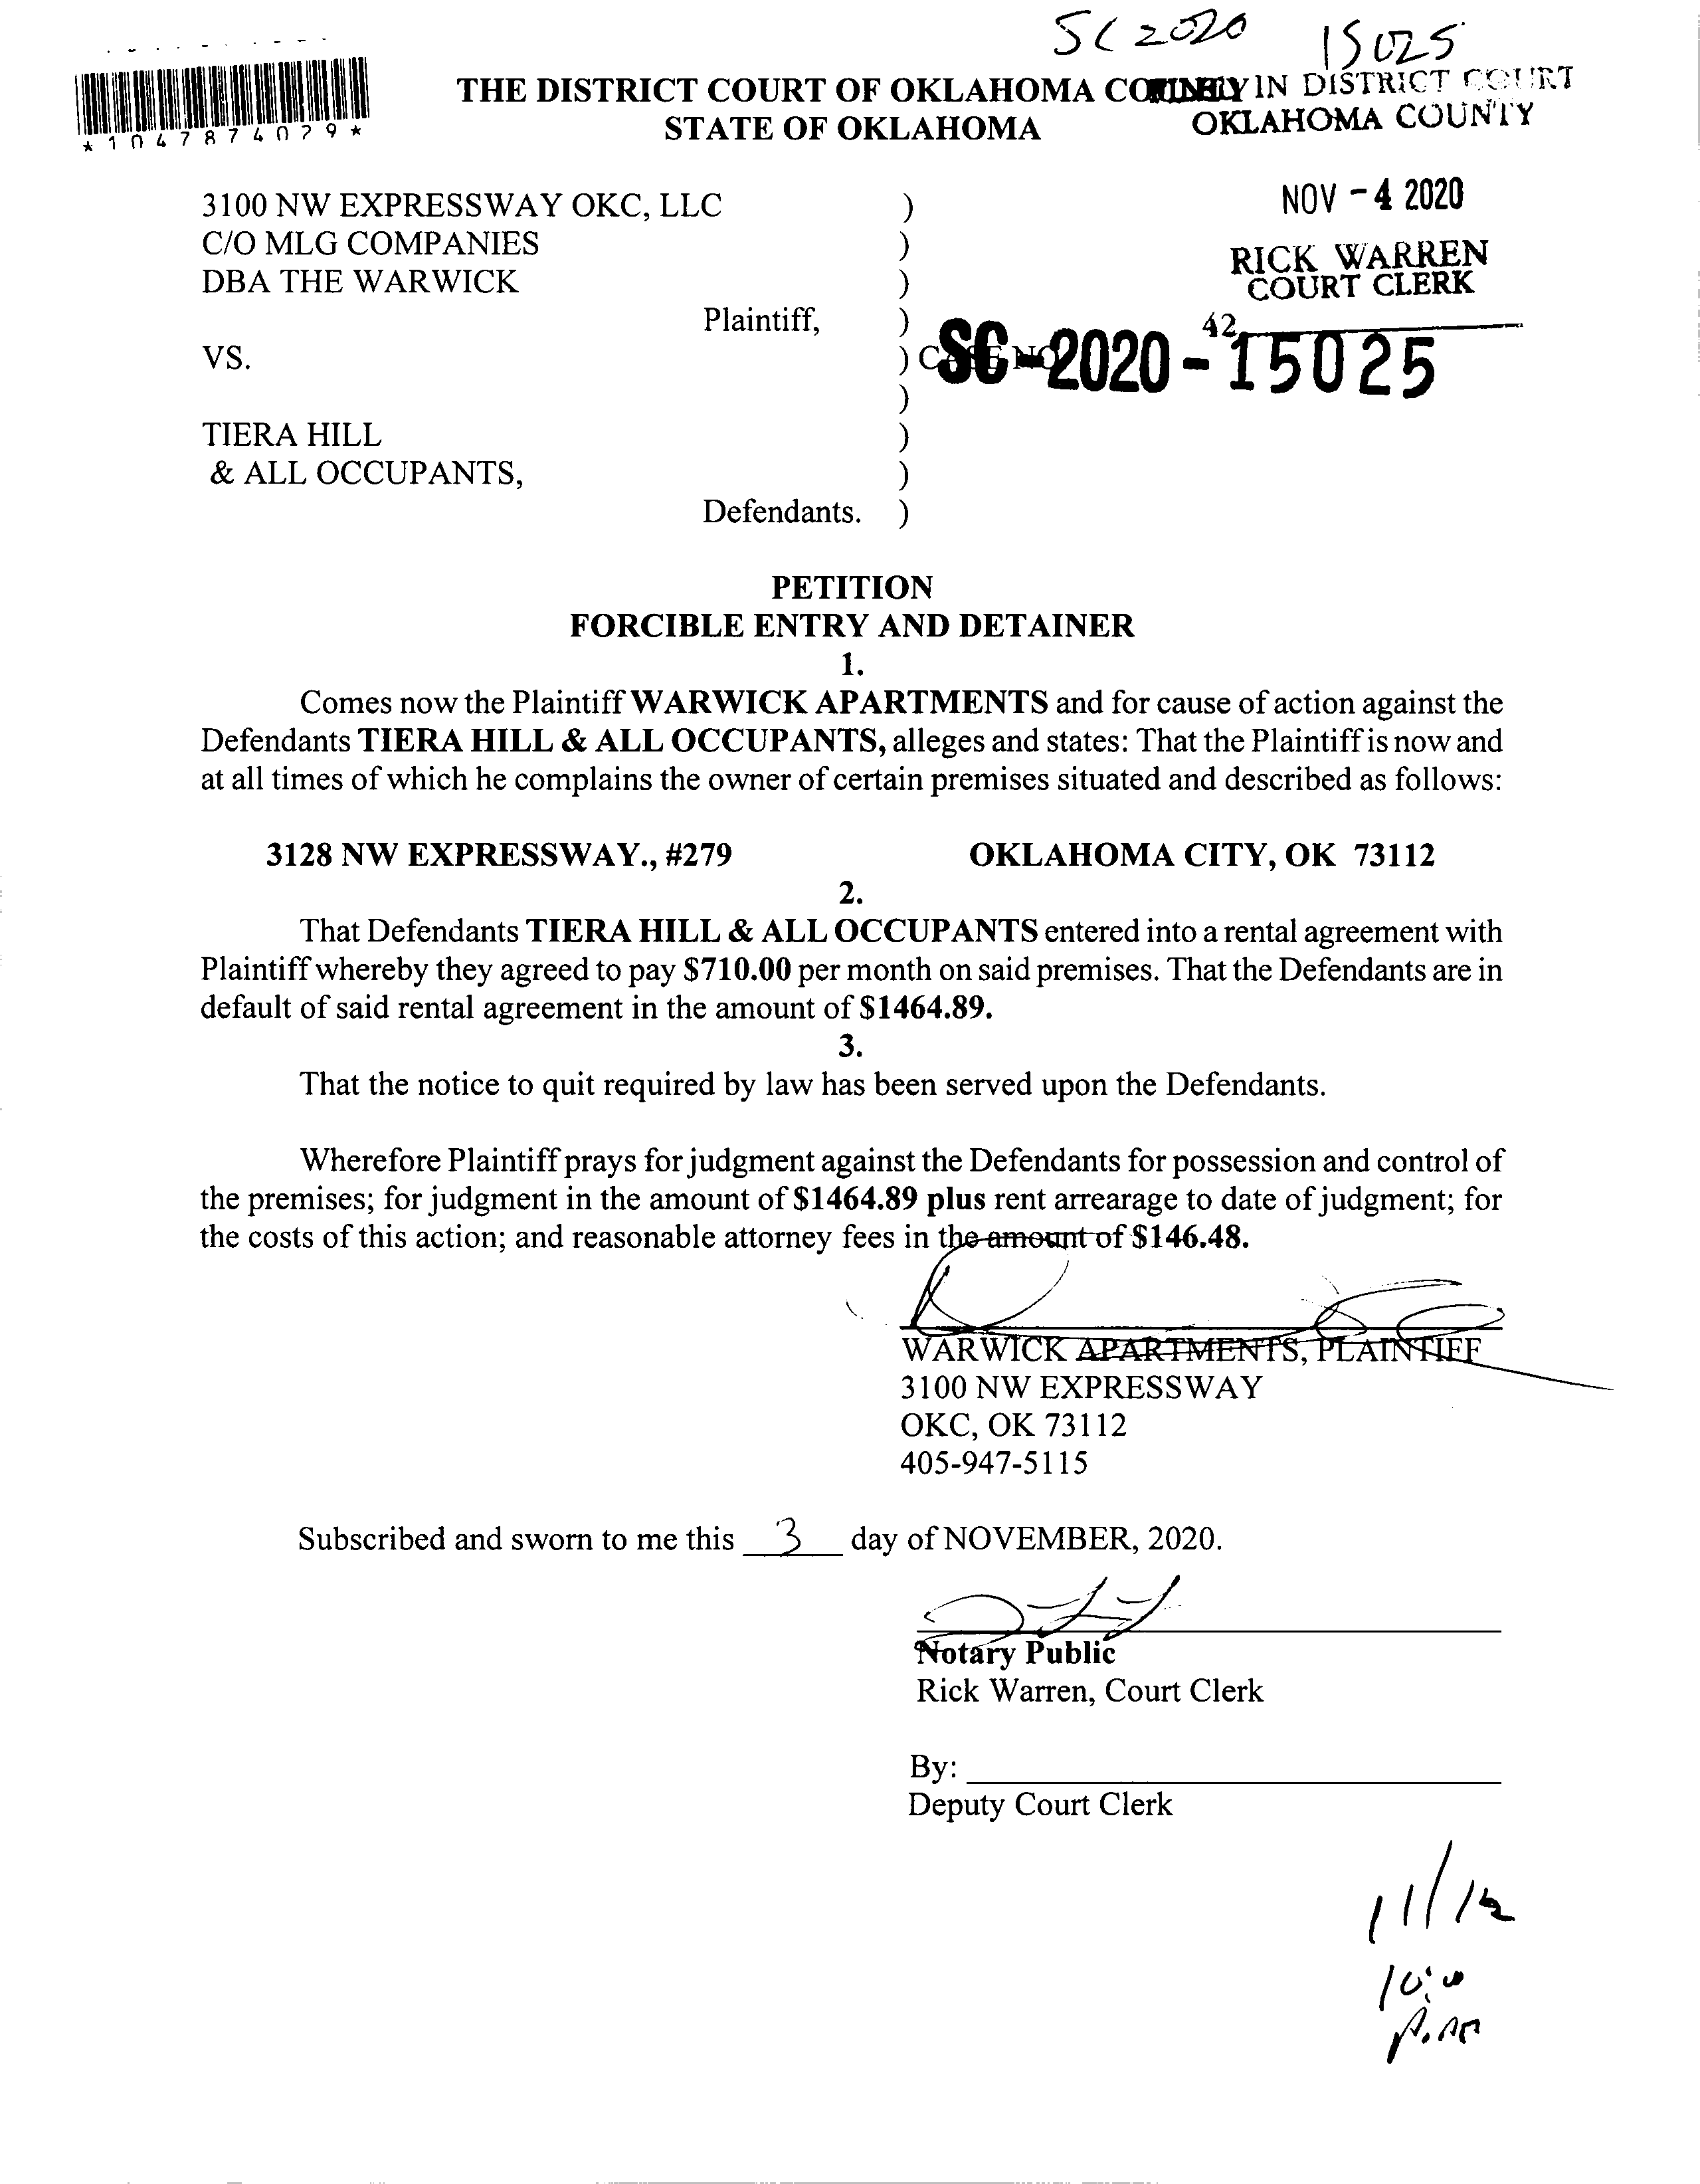 SC 2020 15025
*1047874029*
THE DISTRICT COURT OF OKLAHOMA COUNTY
STATE OF OKLAHOMA
FILED IN DISTRICT COURT
OKLAHOMA COUNTY
NOV - 4 2020
RICK WARREN
COURT CLERK
42
3100 NW EXPRESSWAY OKC, LLC )
C/O MLG COMPANIES )
DBA THE WARWICK )
Plaintiff, )
VS. ) CASE NO
SC-2020-15025
)
TIERA HILL )
& ALL OCCUPANTS, )
Defendants. )
PETITION
FORCIBLE ENTRY AND DETAINER
1.
Comes now the Plaintiff WARWICK APARTMENTS and for cause of action against the
Defendants TIERA HILL & ALL OCCUPANTS, alleges and states: That the Plaintiff is now and
at all times of which he complains the owner of certain premises situated and described as follows:
3128 NW EXPRESSWAY., #279 OKLAHOMA CITY, OK 73112
2.
That Defendants TIERA HILL & ALL OCCUPANTS entered into a rental agreement with
Plaintiff whereby they agreed to pay $710.00 per month on said premises. That the Defendants are in
default of said rental agreement in the amount of $1464.89.
3.
That the notice to quit required by law has been served upon the Defendants.
Wherefore Plaintiff prays for judgment against the Defendants for possession and control of
the premises; for judgment in the amount of $1464.89 plus rent arrearage to date of judgment; for
the costs of this action; and reasonable attorney fees in the amount of $146.48.
WARWICK APARTMENTS, PLAINTIFF
3100 NW EXPRESSWAY
OKC, OK 73112
405-947-5115
Subscribed and sworn to me this 3 day of NOVEMBER, 2020.
Notary Public
Rick Warren, Court Clerk
By:
Deputy Court Clerk